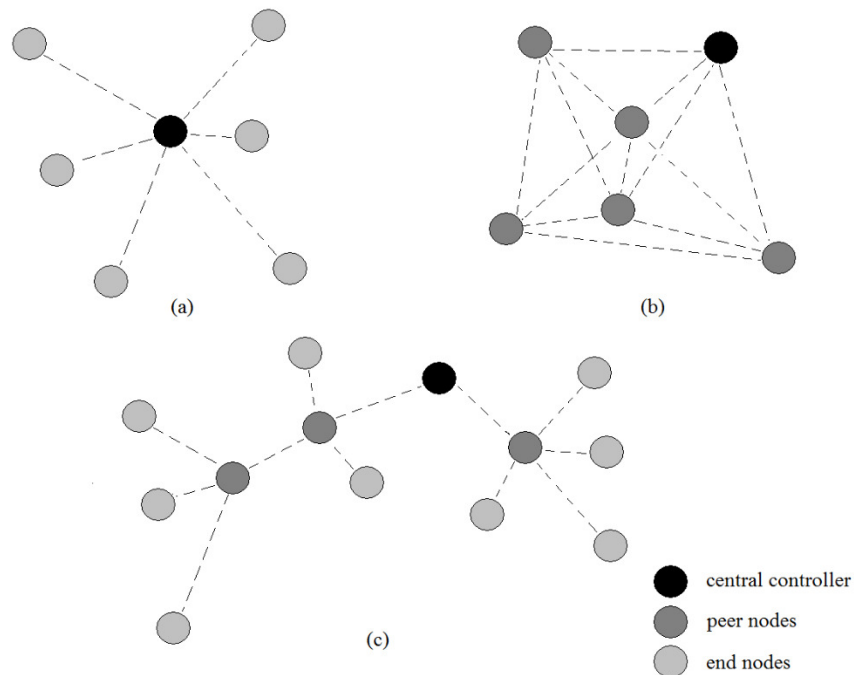 (a)
(b)
(c)
central controller
peer nodes
end nodes